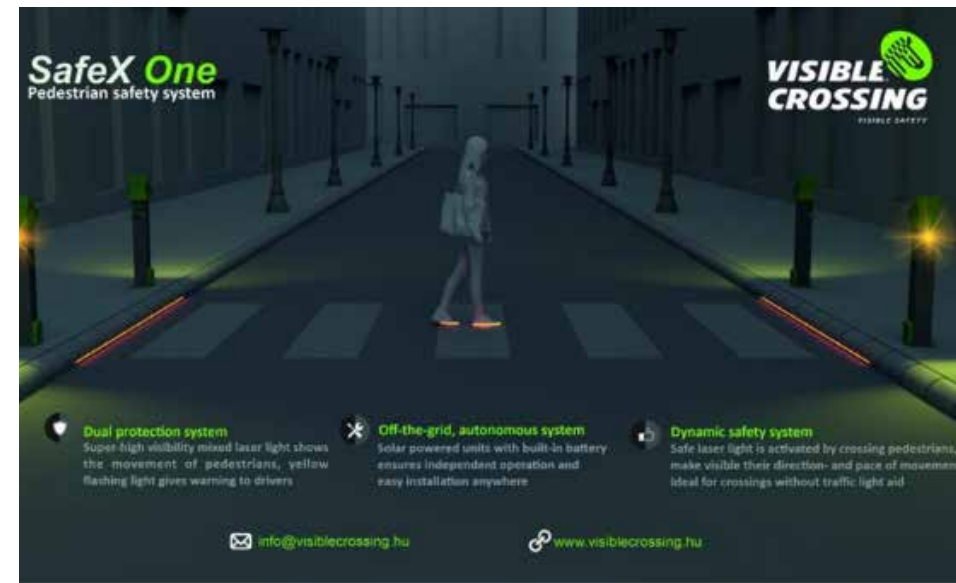 SafeX One
Pedestrian safety system
VISIBLE
CROSSING
VISIBLE SAFETY
Dual protection system
Super-high visibility mixed laser light shows
the movement of pedestrians, yellow
flashing light gives warning to drivers
Off-the-grid, autonomous system
Solar powered units with built-in battery
ensures independent operation and
easy installation anywhere
Dynamic safety system
Safe laser light is activated by crossing pedestrians,
make visible their direction- and pace of movemen
Ideal for crossings without traffic light aid
info@visiblecrossing.hu
www.visiblecrossing.hu